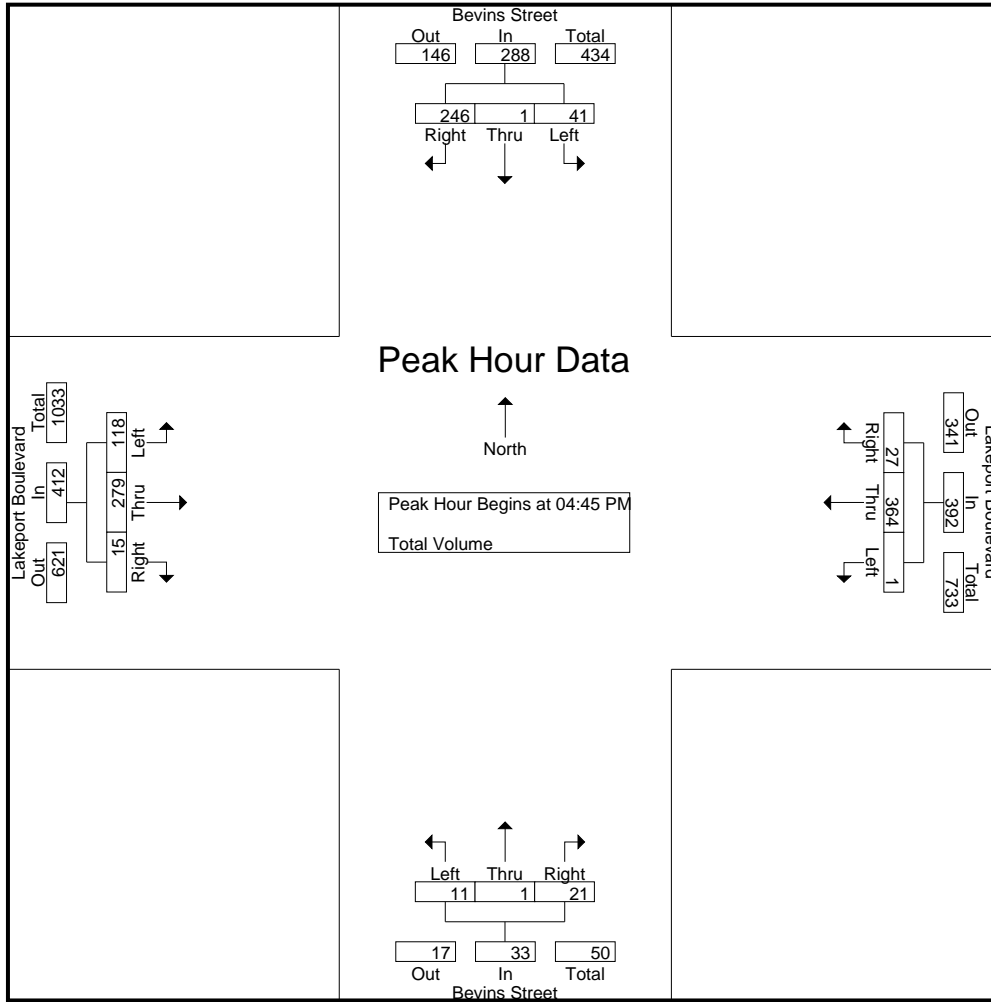 Bevins Street
Out In Total
146 288 434
246 1 41
Right Thru Left
Peak Hour Data
North
Peak Hour Begins at 04:45 PM
Total Volume
Lakeport Boulevard
Total In Out
1033 412 621
118 279 15
Left Thru Right
Lakeport Boulevard
Out In Total
341 392 733
27 364 1
Right Thru Left
Left Thru Right
11 1 21
17 33 50
Out In Total
Bevins Street